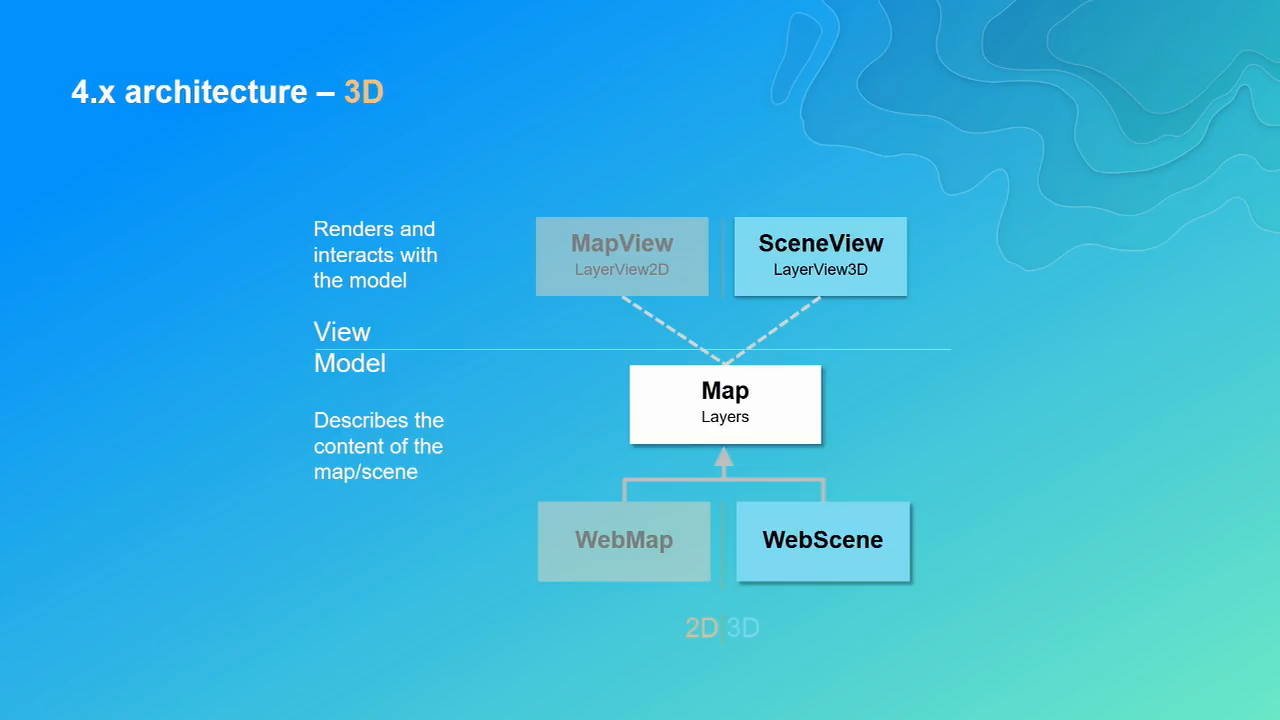 4.x architecture – 3D
Renders and
interacts with
the model
MapView
LayerView2D
SceneView
LayerView3D
View
Model
Map
Layers
Describes the
content of the
map/scene
WebMap
WebScene
2D 3D